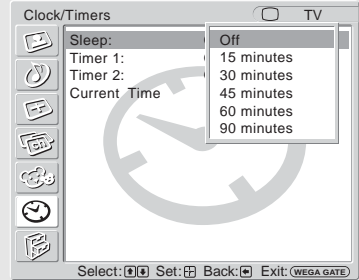 Clock/Timers TV
Sleep: Off
Timer 1: 15 minutes
Timer 2: 30 minutes
Current Time 45 minutes
60 minutes
90 minutes
Select: Set: Back: Exit: WEGA GATE